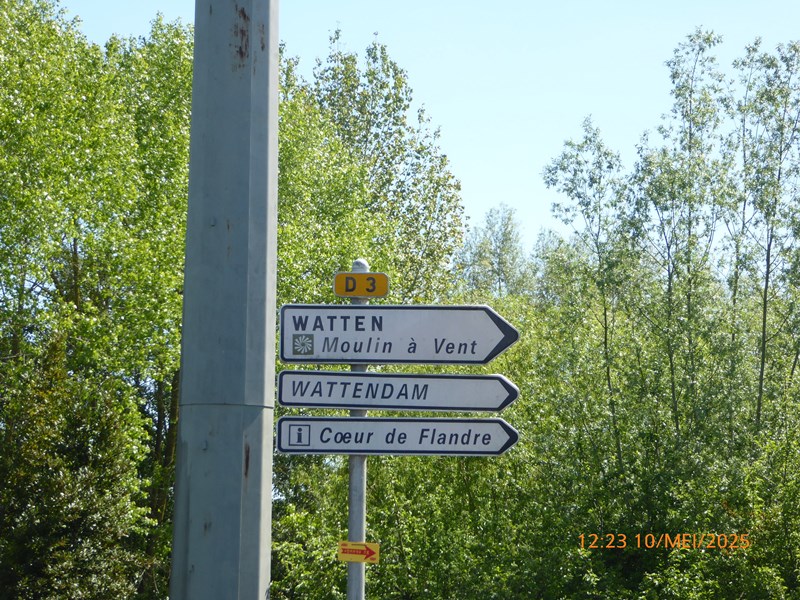 D 3
WATTEN
Moulin à Vent
WATTENDAM
i Cœur de Flandre
12:23 10/MEI/2025